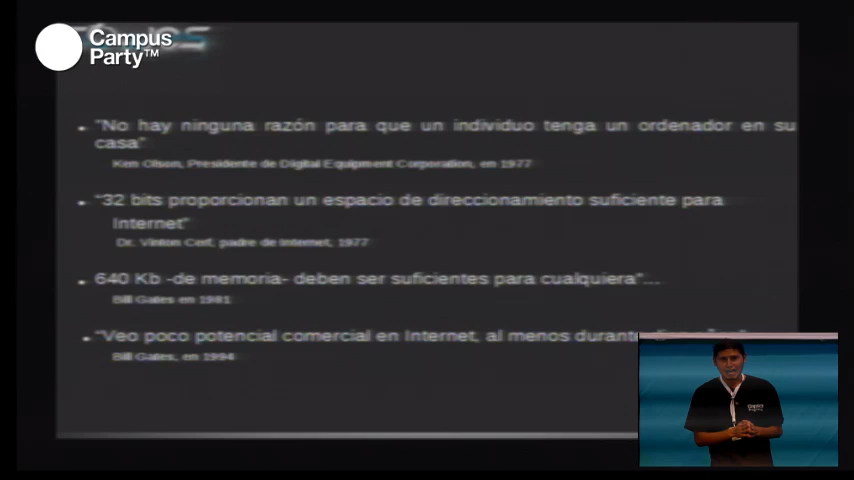 Campus
Party™
"No hay ninguna razón para que un individuo tenga un ordenador en su
casa"
Ken Olson, Presidente de Digital Equipment Corporation, en 1977
"32 bits proporcionan un espacio de direccionamiento suficiente para
Internet"
Dr. Vinton Cerf, padre de Internet, 1977
640 Kb -de memoria- deben ser suficientes para cualquiera"...
Bill Gates en 1981
"Veo poco potencial comercial en Internet, al menos durante
Bill Gates, en 1994